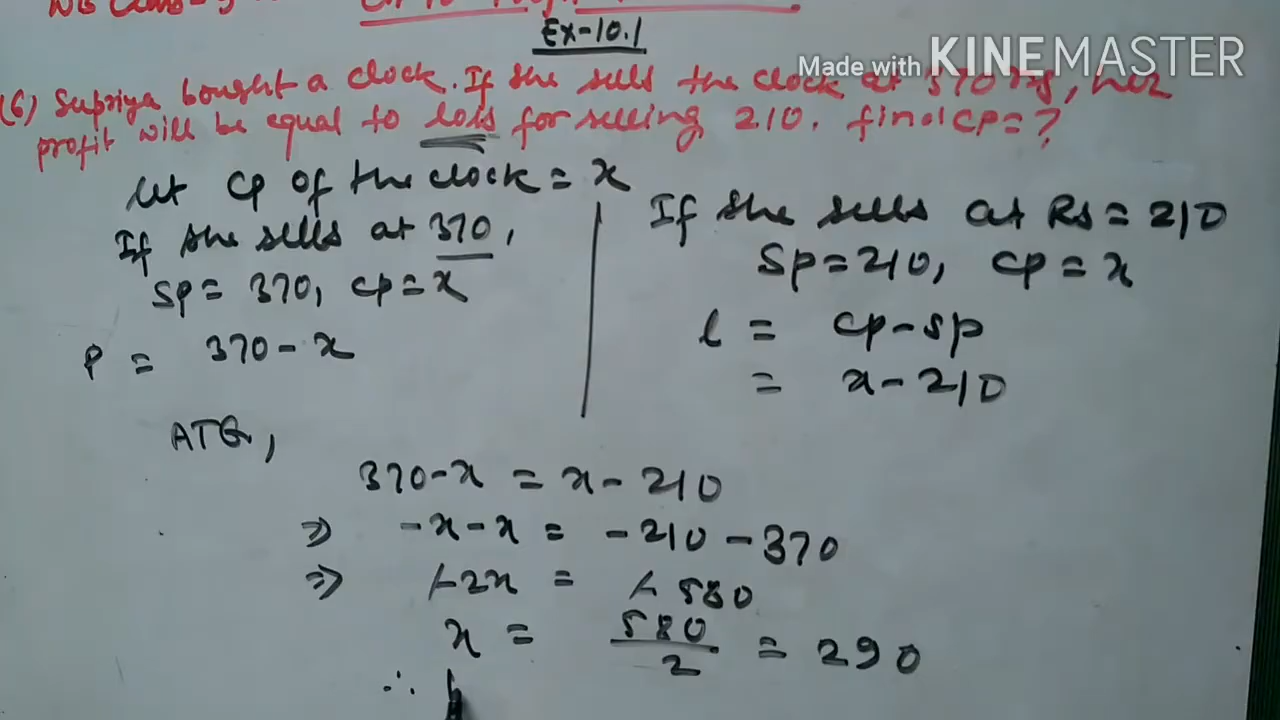 Ex-10.1
Made with KINEMASTER
(6) Supriya bought a clock. If she sells the clock at 370 Rs, her
profit will be equal to loss for selling 210. find CP=?
Let CP of the clock = x
If she sells at 370,
SP= 370, CP=x
P = 370-x
If she sells at Rs=210
SP=210, CP=x
l = CP-SP
= x-210
ATQ,
370-x = x-210
⇒ -x-x = -210-370
⇒ -2x = -580
x = 580/2 = 290
∴